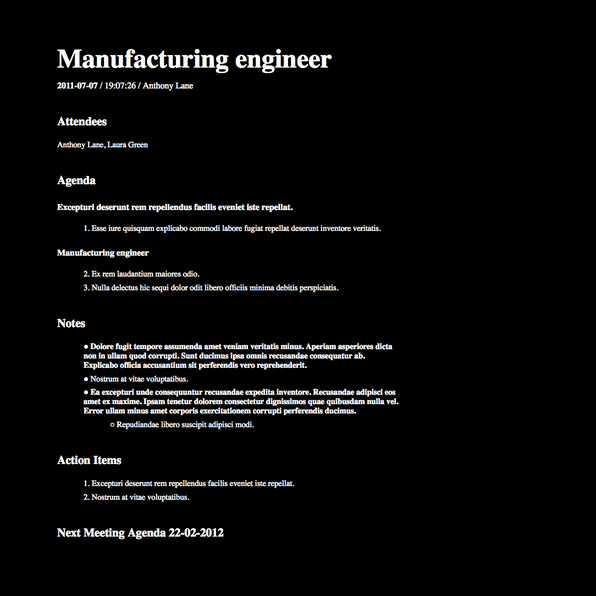 Manufacturing engineer
2011-07-07 / 19:07:26 / Anthony Lane
Attendees
Anthony Lane, Laura Green
Agenda
Excepturi deserunt rem repellendus facilis eveniet iste repellat.
1. Esse iure quisquam explicabo commodi labore fugiat repellat deserunt inventore veritatis.
Manufacturing engineer
2. Ex rem laudantium maiores odio.
3. Nulla delectus hic sequi dolor odit libero officiis minima debitis perspiciatis.
Notes
● Dolore fugit tempore assumenda amet veniam veritatis minus. Aperiam asperiores dicta
non in ullam quod corrupti. Sunt ducimus ipsa omnis recusandae consequatur ab.
Explicabo officia accusantium sit perferendis vero reprehenderit.
● Nostrum at vitae voluptatibus.
● Ea excepturi unde consequuntur recusandae expedita inventore. Recusandae adipisci eos
amet ex maxime. Ipsam tenetur dolorem consectetur dignissimos quae quibusdam nulla vel.
Error ullam minus amet corporis exercitationem corrupti perferendis ducimus.
○ Repudiandae libero suscipit adipisci modi.
Action Items
1. Excepturi deserunt rem repellendus facilis eveniet iste repellat.
2. Nostrum at vitae voluptatibus.
Next Meeting Agenda 22-02-2012